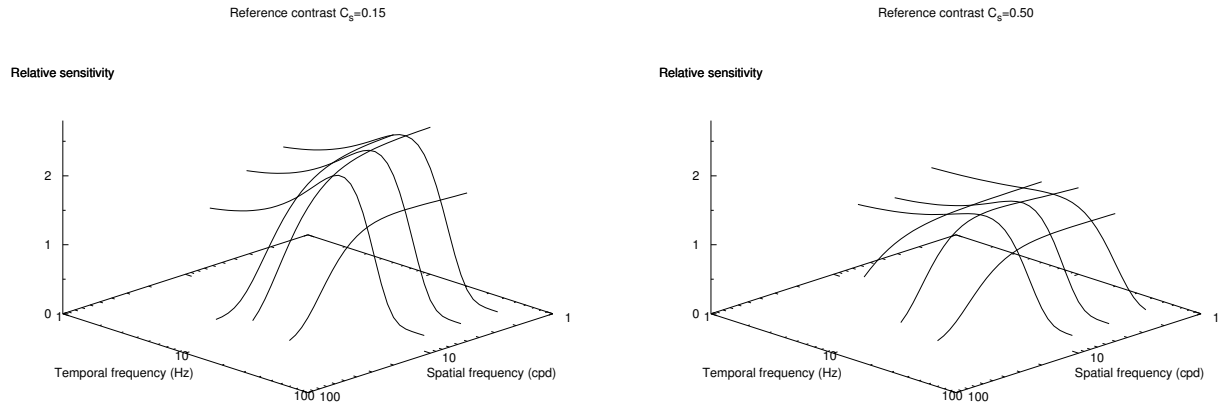 Reference contrast Cs=0.15
Relative sensitivity
2
1
0
1
10
Temporal frequency (Hz)
100
100
10
Spatial frequency (cpd)
1
Reference contrast Cs=0.50
Relative sensitivity
2
1
0
1
10
Temporal frequency (Hz)
100
100
10
Spatial frequency (cpd)
1